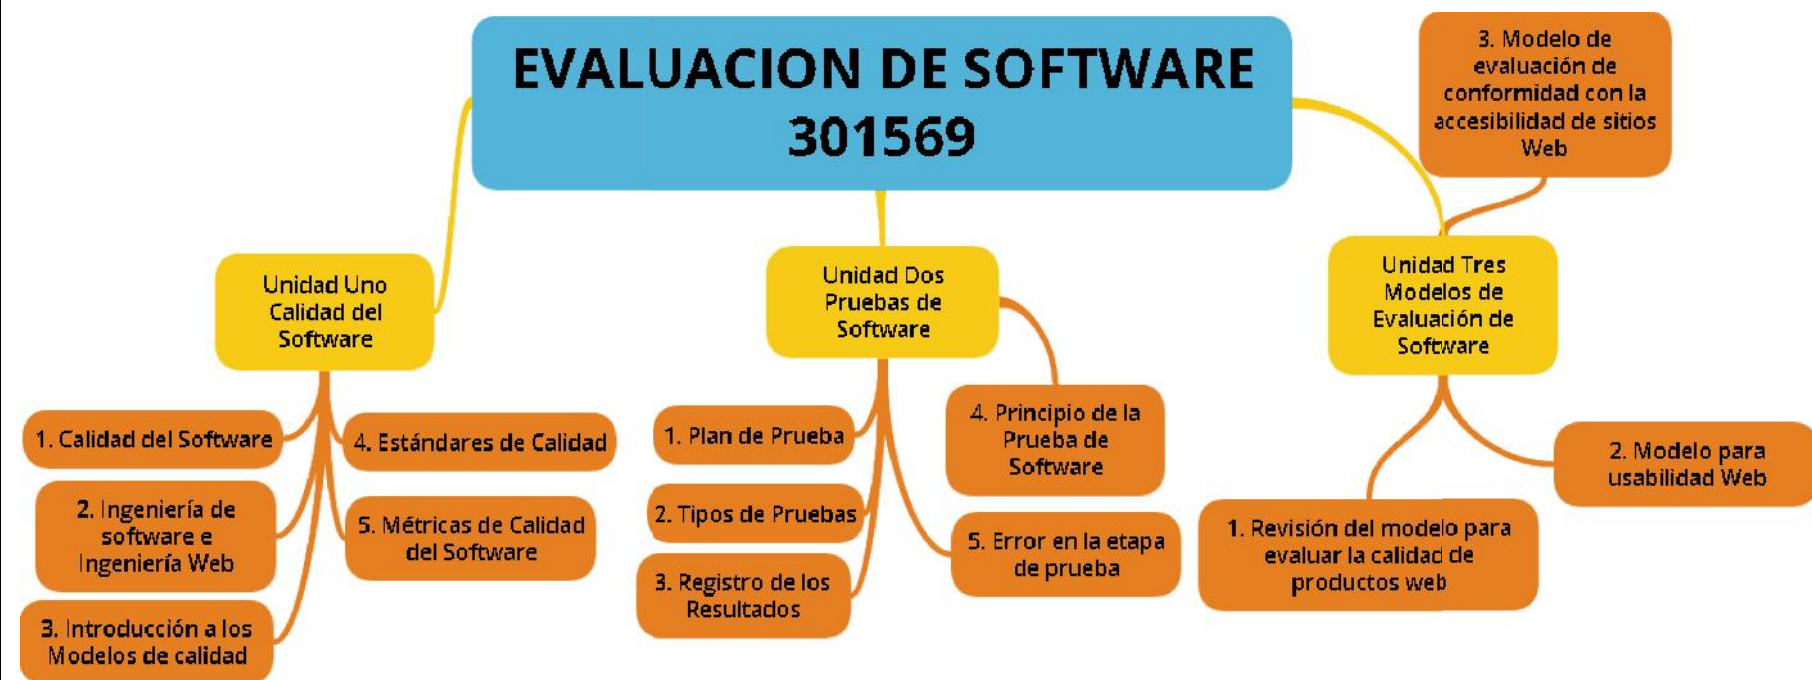 EVALUACION DE SOFTWARE
301569
Unidad Uno
Calidad del
Software
1. Calidad del Software
2. Ingeniería de
software e
Ingeniería Web
3. Introducción a los
Modelos de calidad
4. Estándares de Calidad
5. Métricas de Calidad
del Software
Unidad Dos
Pruebas de
Software
1. Plan de Prueba
2. Tipos de Pruebas
3. Registro de los
Resultados
4. Principio de la
Prueba de
Software
5. Error en la etapa
de prueba
Unidad Tres
Modelos de
Evaluación de
Software
1. Revisión del modelo para
evaluar la calidad de
productos web
2. Modelo para
usabilidad Web
3. Modelo de
evaluación de
conformidad con la
accesibilidad de sitios
Web